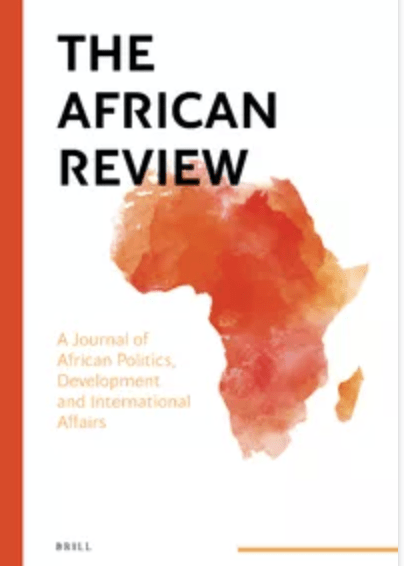 THE
AFRICAN
REVIEW
A Journal of
African Politics,
Development
and International
Affairs
BRILL